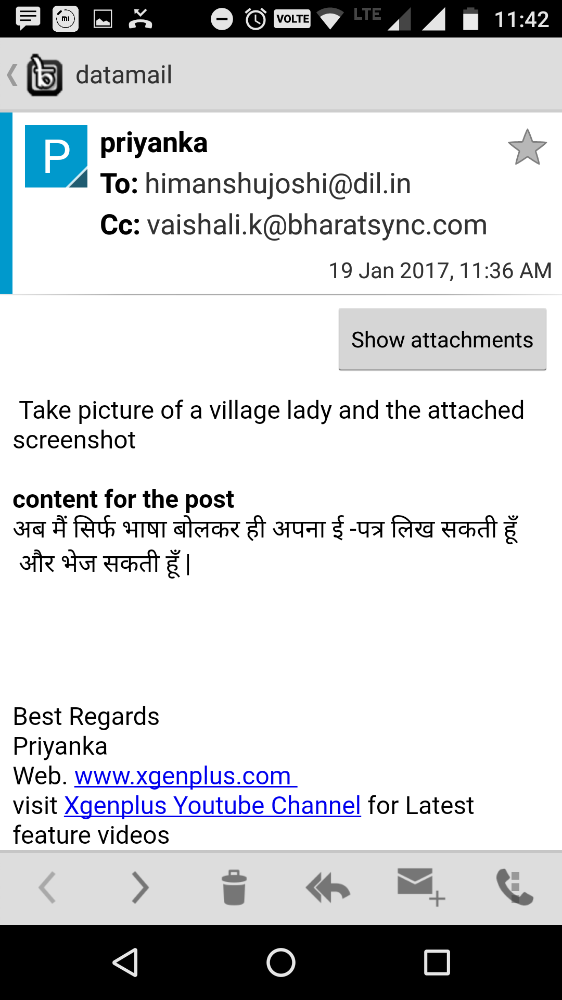 VOLTE LTE 11:42
datamail
P priyanka
To: himanshujoshi@dil.in
Cc: vaishali.k@bharatsync.com
19 Jan 2017, 11:36 AM
Show attachments
Take picture of a village lady and the attached
screenshot
content for the post
अब मैं सिर्फ भाषा बोलकर ही अपना ई -पत्र लिख सकती हूँ
और भेज सकती हूँ |
Best Regards
Priyanka
Web. www.xgenplus.com
visit Xgenplus Youtube Channel for Latest
feature videos